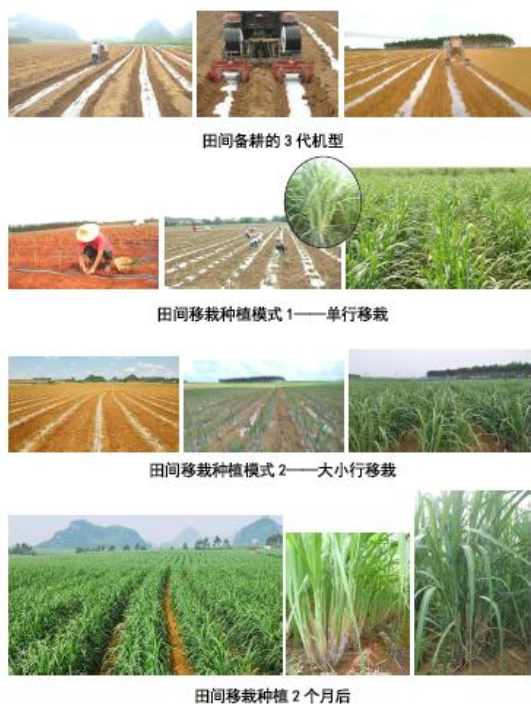 田间备耕的 3 代机型
田间移栽种植模式 1——单行移栽
田间移栽种植模式 2——大小行移栽
田间移栽种植 2 个月后